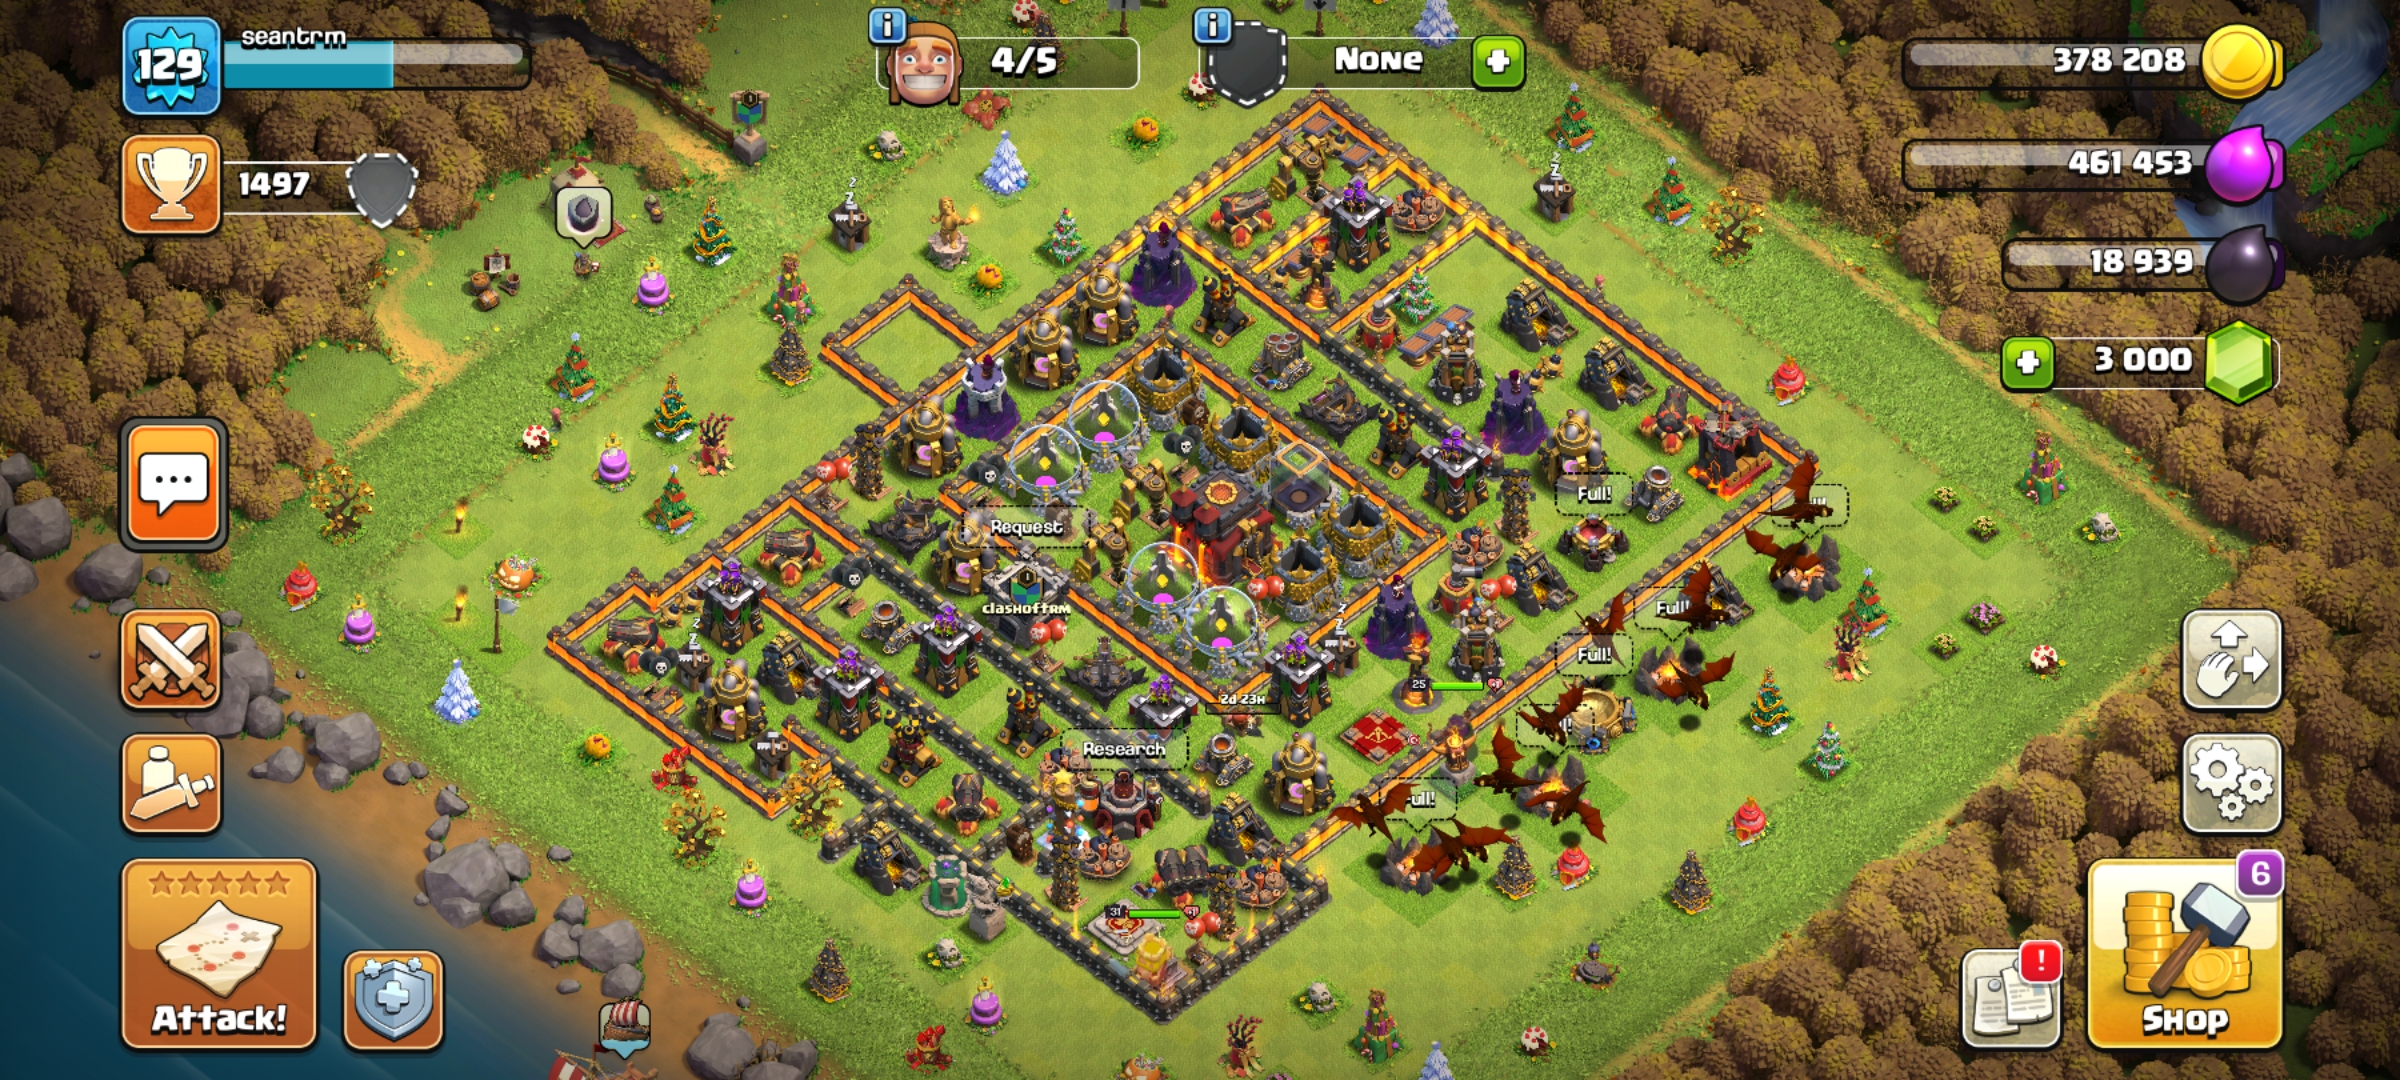 129
seantrm
4/5
None
378 208
1497
461 453
18 939
3 000
Full!
Request
clashofTRM
Full!
Full!
25
2d 23H
Research
31
6
!
Attack!
Shop